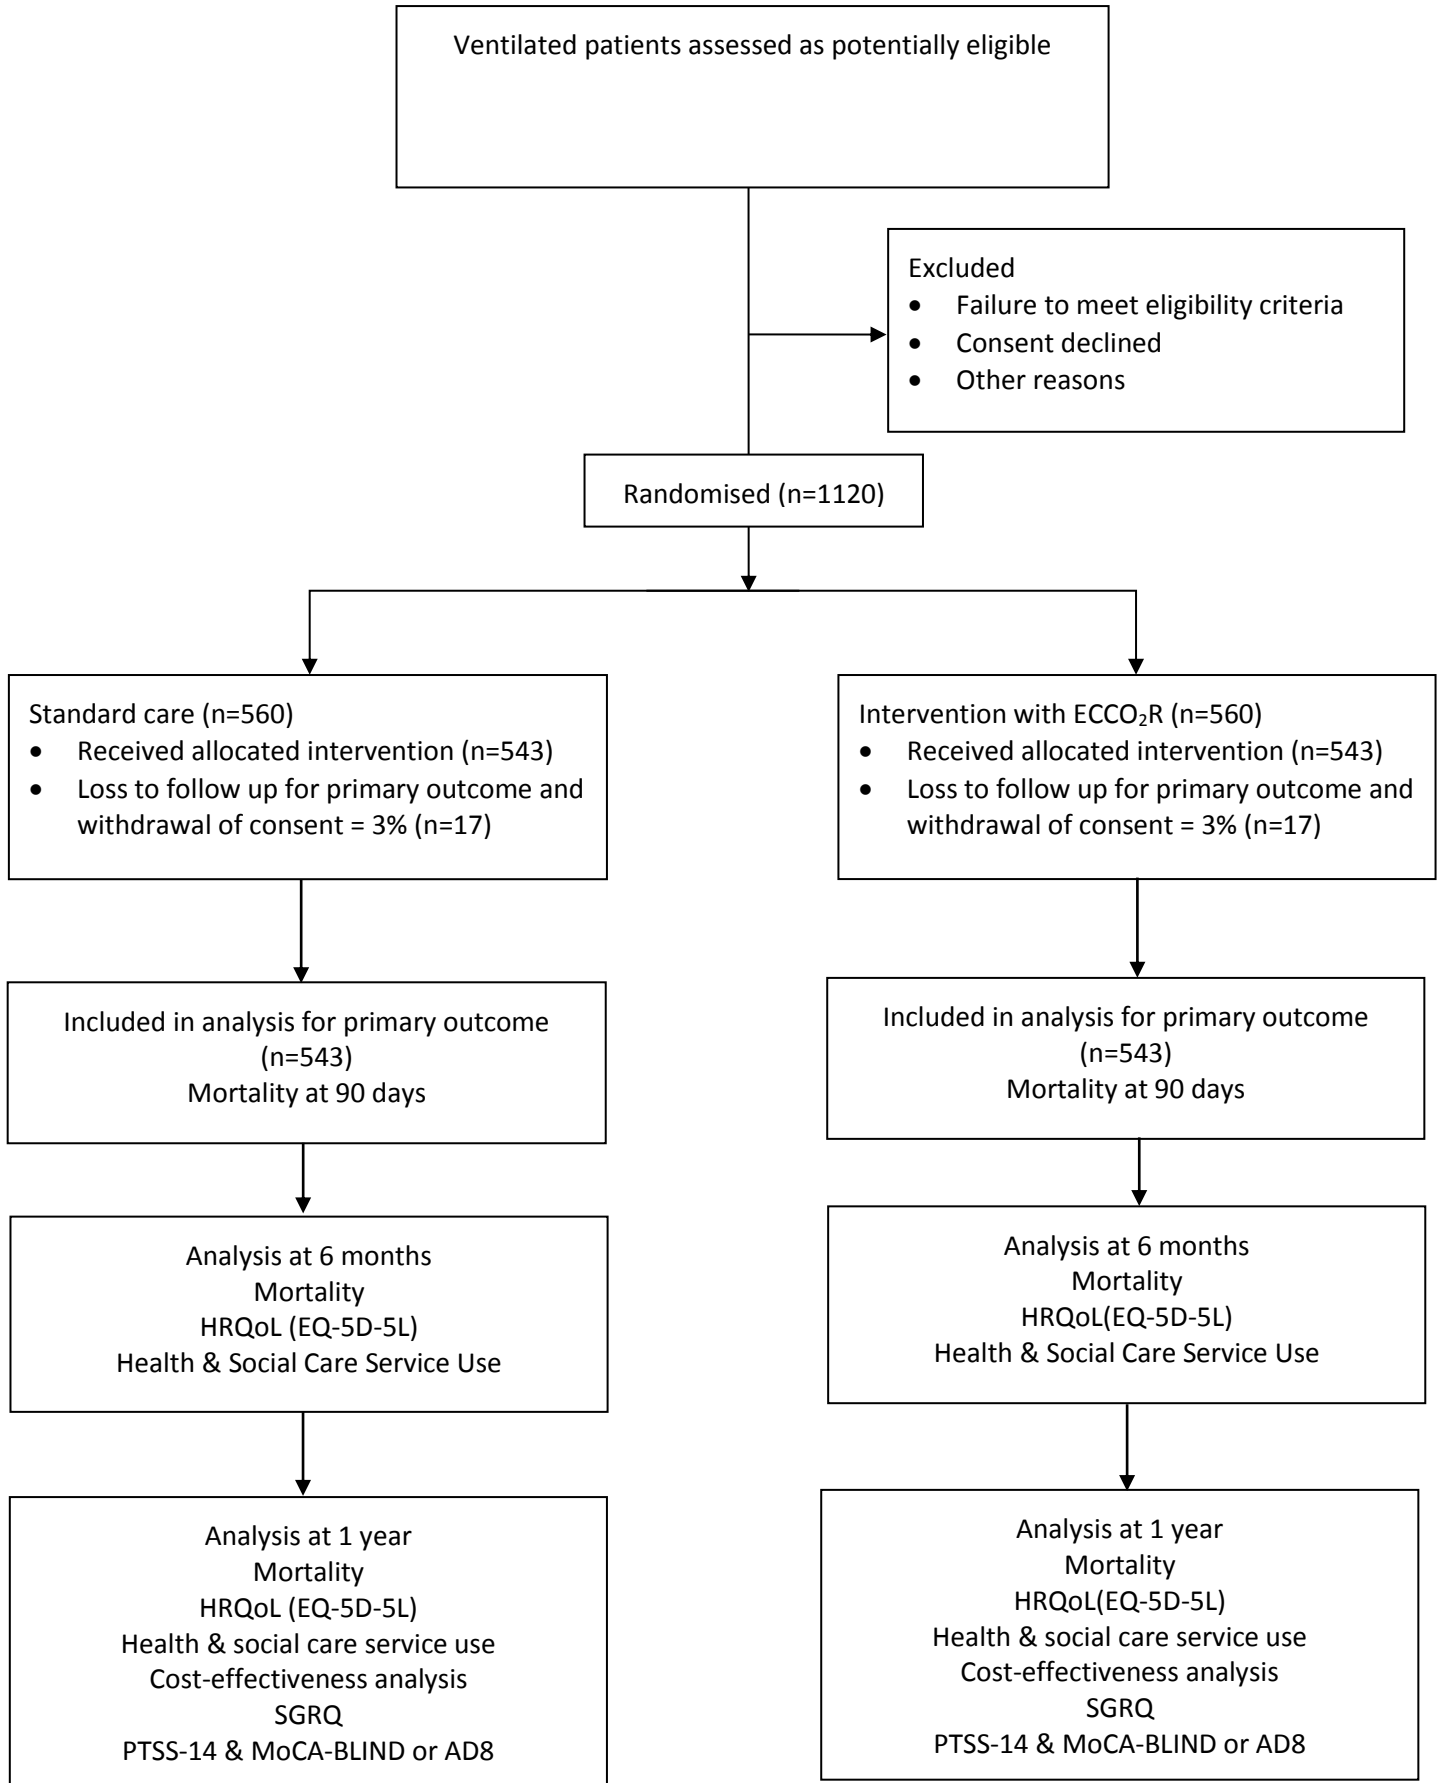 Ventilated patients assessed as potentially eligible
Excluded
• Failure to meet eligibility criteria
• Consent declined
• Other reasons
Randomised (n=1120)
Standard care (n=560)
• Received allocated intervention (n=543)
• Loss to follow up for primary outcome and
withdrawal of consent = 3% (n=17)
Intervention with ECCO₂R (n=560)
• Received allocated intervention (n=543)
• Loss to follow up for primary outcome and
withdrawal of consent = 3% (n=17)
Included in analysis for primary outcome
(n=543)
Mortality at 90 days
Included in analysis for primary outcome
(n=543)
Mortality at 90 days
Analysis at 6 months
Mortality
HRQoL (EQ-5D-5L)
Health & Social Care Service Use
Analysis at 6 months
Mortality
HRQoL(EQ-5D-5L)
Health & Social Care Service Use
Analysis at 1 year
Mortality
HRQoL (EQ-5D-5L)
Health & social care service use
Cost-effectiveness analysis
SGRQ
PTSS-14 & MoCA-BLIND or AD8
Analysis at 1 year
Mortality
HRQoL(EQ-5D-5L)
Health & social care service use
Cost-effectiveness analysis
SGRQ
PTSS-14 & MoCA-BLIND or AD8